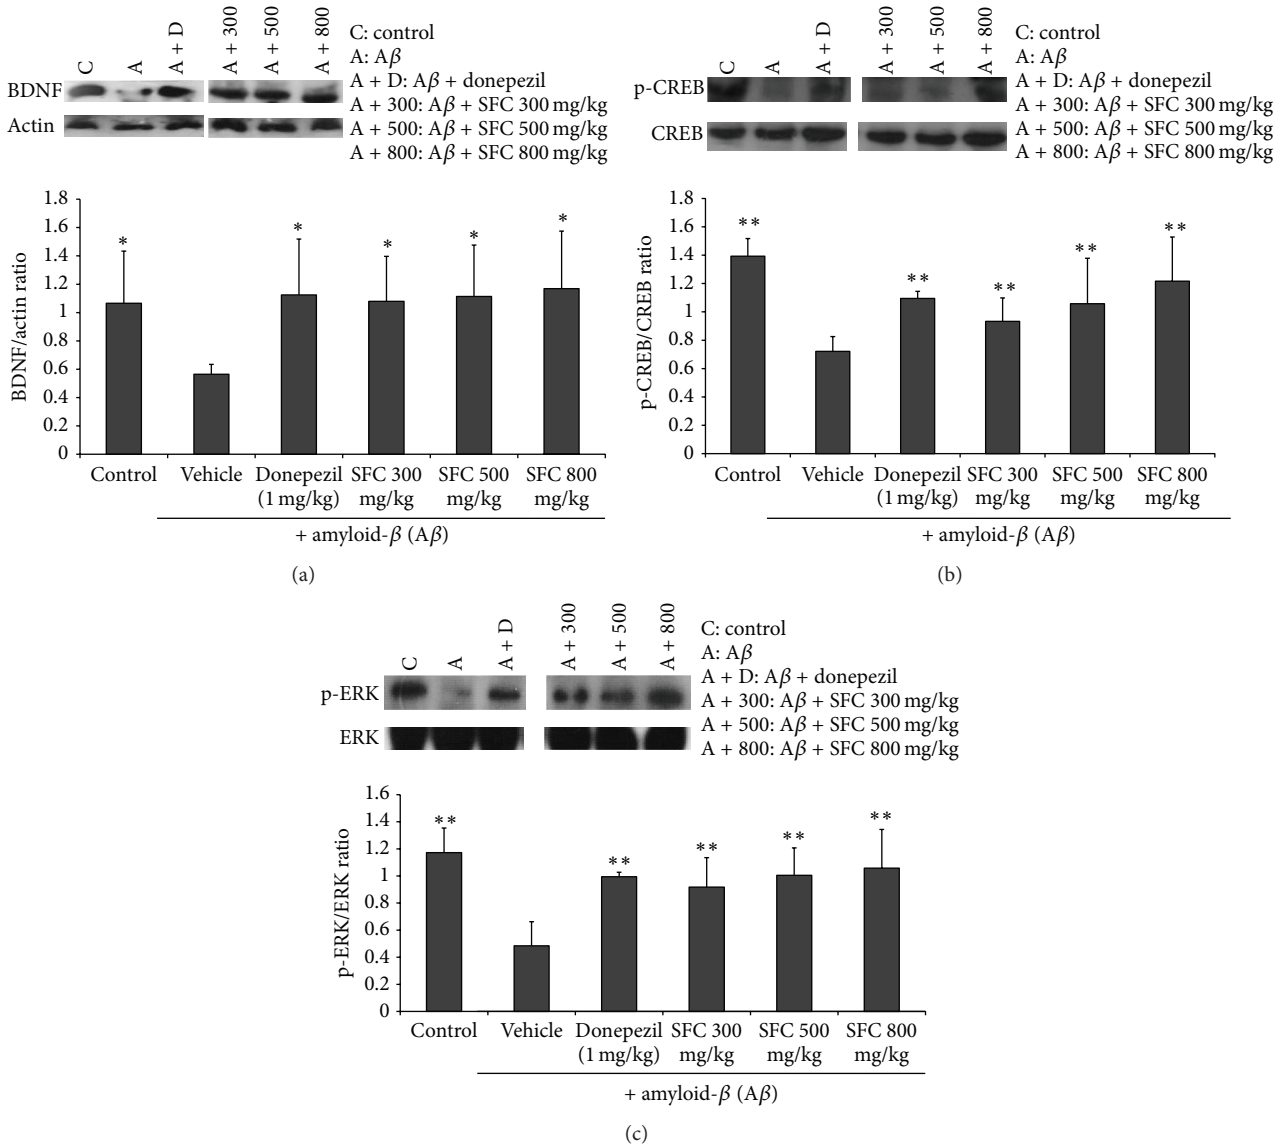 C
A
A + D
A + 300
A + 500
A + 800
BDNF
Actin
C: control
A: Aβ
A + D: Aβ + donepezil
A + 300: Aβ + SFC 300 mg/kg
A + 500: Aβ + SFC 500 mg/kg
A + 800: Aβ + SFC 800 mg/kg
BDNF/actin ratio
1.8
1.6
1.4
1.2
1
0.8
0.6
0.4
0.2
0
*
*
*
*
*
Control
Vehicle
Donepezil
(1 mg/kg)
SFC 300
mg/kg
SFC 500
mg/kg
SFC 800
mg/kg
+ amyloid-β (Aβ)
(a)
C
A
A + D
A + 300
A + 500
A + 800
p-CREB
CREB
C: control
A: Aβ
A + D: Aβ + donepezil
A + 300: Aβ + SFC 300 mg/kg
A + 500: Aβ + SFC 500 mg/kg
A + 800: Aβ + SFC 800 mg/kg
p-CREB/CREB ratio
1.8
1.6
1.4
1.2
1
0.8
0.6
0.4
0.2
0
**
**
**
**
**
Control
Vehicle
Donepezil
(1 mg/kg)
SFC 300
mg/kg
SFC 500
mg/kg
SFC 800
mg/kg
+ amyloid-β (Aβ)
(b)
C
A
A + D
A + 300
A + 500
A + 800
p-ERK
ERK
C: control
A: Aβ
A + D: Aβ + donepezil
A + 300: Aβ + SFC 300 mg/kg
A + 500: Aβ + SFC 500 mg/kg
A + 800: Aβ + SFC 800 mg/kg
p-ERK/ERK ratio
1.6
1.4
1.2
1
0.8
0.6
0.4
0.2
0
**
**
**
**
**
Control
Vehicle
Donepezil
(1 mg/kg)
SFC 300
mg/kg
SFC 500
mg/kg
SFC 800
mg/kg
+ amyloid-β (Aβ)
(c)